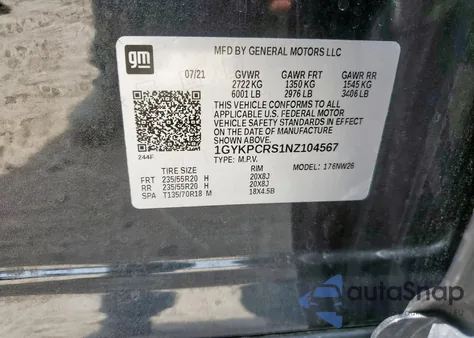 gm
MFD BY GENERAL MOTORS LLC
07/21 GVWR GAWR FRT GAWR RR
2722 KG 1350 KG 1545 KG
6001 LB 2976 LB 3406 LB
THIS VEHICLE CONFORMS TO ALL
APPLICABLE U.S. FEDERAL MOTOR
VEHICLE SAFETY STANDARDS IN
EFFECT ON THE DATE OF MANUFACTURE
SHOWN ABOVE.
1GYKPCRS1NZ104567
TYPE: M.P.V. MODEL: 176NW26
244F
TIRE SIZE RIM
FRT 235/55R20 H 20X8J
RR 235/55R20 H 20X8J
SPA T135/70R18 M 18X4.5B
autoSnap